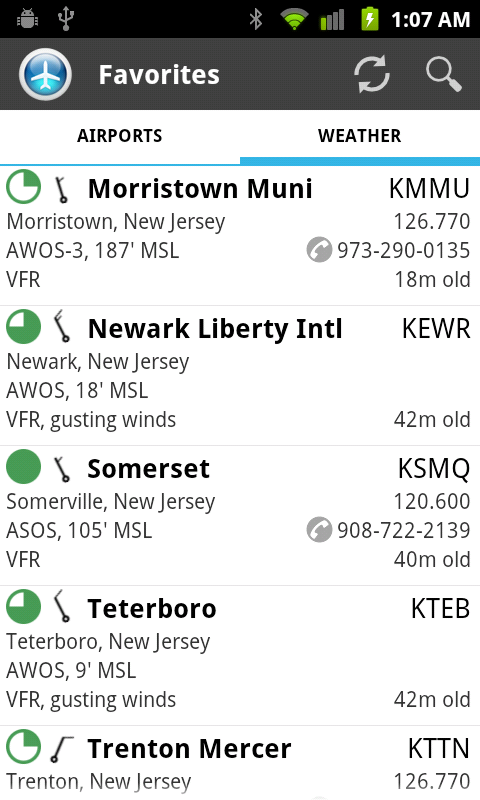 1:07 AM
Favorites
AIRPORTS WEATHER
Morristown Muni KMMU
Morristown, New Jersey 126.770
AWOS-3, 187' MSL 973-290-0135
VFR 18m old
Newark Liberty Intl KEWR
Newark, New Jersey
AWOS, 18' MSL
VFR, gusting winds 42m old
Somerset KSMQ
Somerville, New Jersey 120.600
ASOS, 105' MSL 908-722-2139
VFR 40m old
Teterboro KTEB
Teterboro, New Jersey
AWOS, 9' MSL
VFR, gusting winds 42m old
Trenton Mercer KTTN
Trenton, New Jersey 126.770